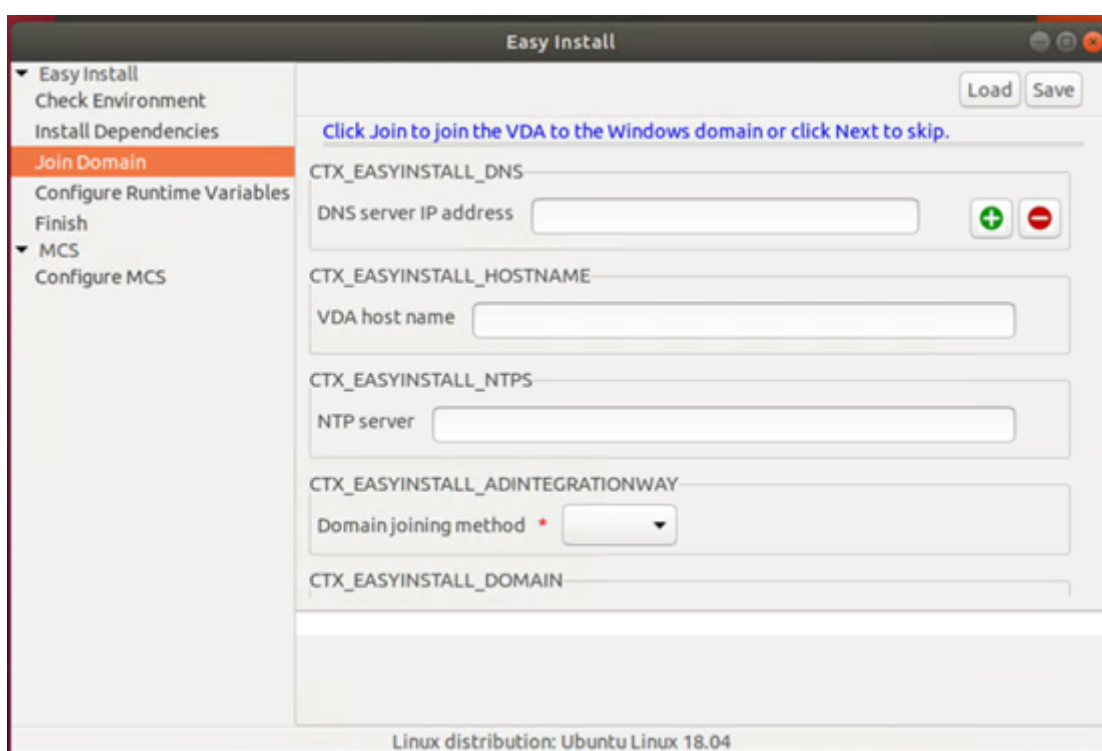 Easy Install
Easy Install
Check Environment
Install Dependencies
Join Domain
Configure Runtime Variables
Finish
MCS
Configure MCS
Load Save
Click Join to join the VDA to the Windows domain or click Next to skip.
CTX_EASYINSTALL_DNS
DNS server IP address
CTX_EASYINSTALL_HOSTNAME
VDA host name
CTX_EASYINSTALL_NTPS
NTP server
CTX_EASYINSTALL_ADINTEGRATIONWAY
Domain joining method *
CTX_EASYINSTALL_DOMAIN
Linux distribution: Ubuntu Linux 18.04